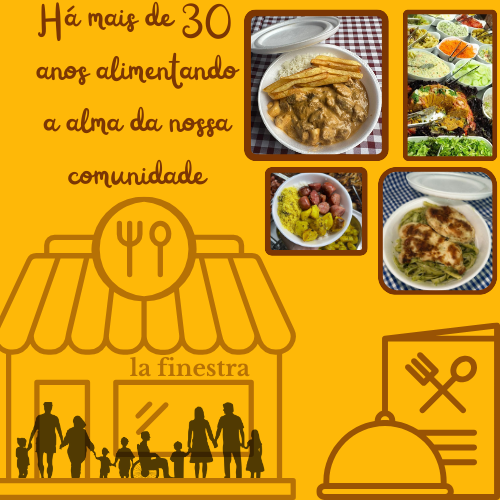 Há mais de 30
anos alimentando
a alma da nossa
comunidade
la finestra